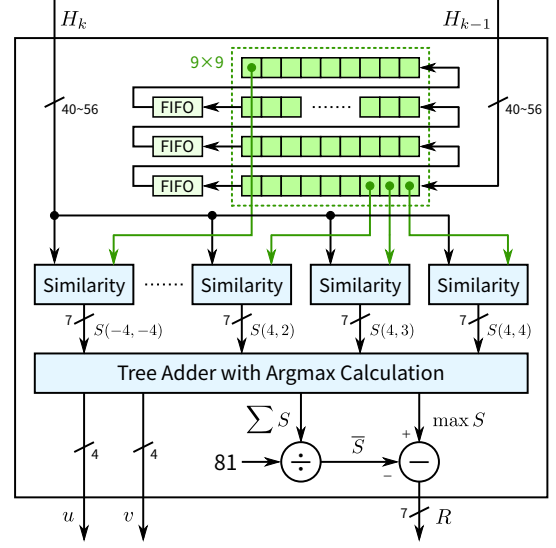 H_k
H_{k−1}
9×9
40~56
40~56
FIFO
FIFO
FIFO
Similarity
Similarity
Similarity
Similarity
7
S(−4,−4)
7
S(4,2)
7
S(4,3)
7
S(4,4)
Tree Adder with Argmax Calculation
∑ S
max S
+
4
4
81
÷
S̅
−
−
u
v
7
R